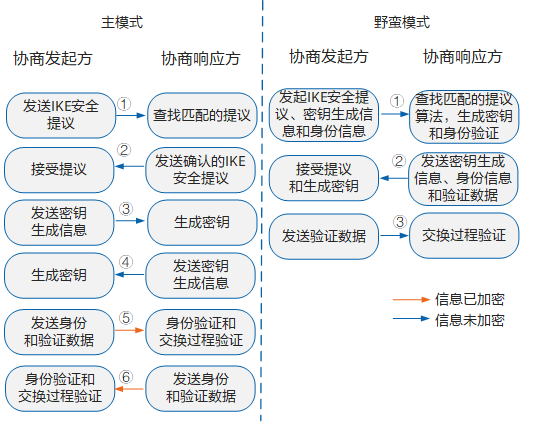 主模式
协商发起方
协商响应方
发送IKE安全
提议
①
查找匹配的提议
接受提议
②
发送确认的IKE
安全提议
发送密钥
生成信息
③
生成密钥
生成密钥
④
发送密钥
生成信息
发送身份
和验证数据
⑤
身份验证和
交换过程验证
身份验证和
交换过程验证
⑥
发送身份
和验证数据
野蛮模式
协商发起方
协商响应方
发起IKE安全提
议、密钥生成信
息和身份信息
①
查找匹配的提议
算法，生成密钥
和身份验证
接受提议
和生成密钥
②
发送密钥生成
信息、身份信息
和验证数据
发送验证数据
③
交换过程验证
信息已加密
信息未加密